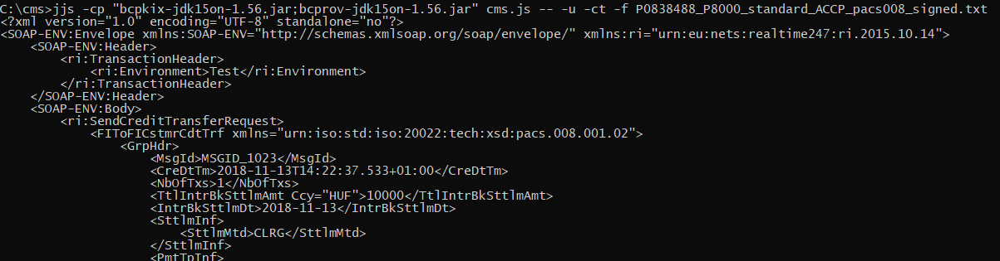 C:\cms>jjs -cp "bcpkix-jdk15on-1.56.jar;bcprov-jdk15on-1.56.jar" cms.js -- -u -ct -f P0838488_P8000_standard_ACCP_pacs008_signed.txt
<?xml version="1.0" encoding="UTF-8" standalone="no"?>
<SOAP-ENV:Envelope xmlns:SOAP-ENV="http://schemas.xmlsoap.org/soap/envelope/" xmlns:ri="urn:eu:nets:realtime247:ri.2015.10.14">
    <SOAP-ENV:Header>
        <ri:TransactionHeader>
            <ri:Environment>Test</ri:Environment>
        </ri:TransactionHeader>
    </SOAP-ENV:Header>
    <SOAP-ENV:Body>
        <ri:SendCreditTransferRequest>
            <FIToFICstmrCdtTrf xmlns="urn:iso:std:iso:20022:tech:xsd:pacs.008.001.02">
                <GrpHdr>
                    <MsgId>MSGID_1023</MsgId>
                    <CreDtTm>2018-11-13T14:22:37.533+01:00</CreDtTm>
                    <NbOfTxs>1</NbOfTxs>
                    <TtlIntrBkSttlmAmt Ccy="HUF">10000</TtlIntrBkSttlmAmt>
                    <IntrBkSttlmDt>2018-11-13</IntrBkSttlmDt>
                    <SttlmInf>
                        <SttlmMtd>CLRG</SttlmMtd>
                    </SttlmInf>
                    <PmtTpInf>